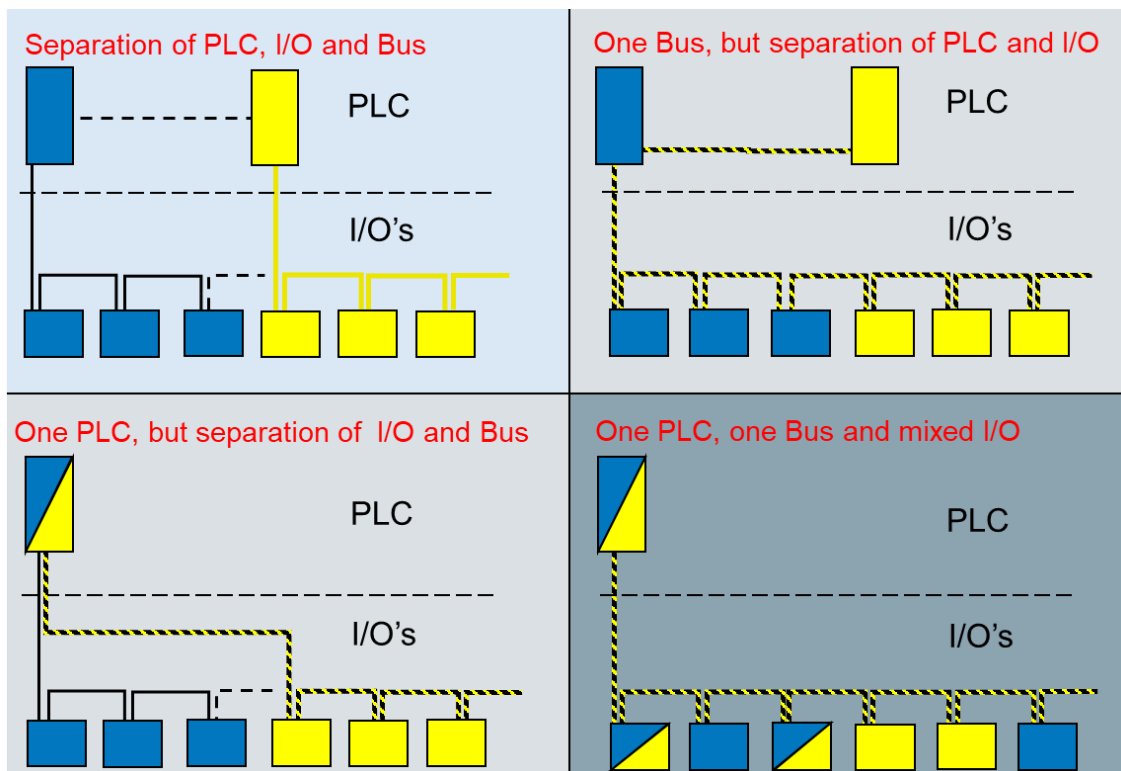 Separation of PLC, I/O and Bus
PLC
I/O's
One Bus, but separation of PLC and I/O
PLC
I/O's
One PLC, but separation of I/O and Bus
PLC
I/O's
One PLC, one Bus and mixed I/O
PLC
I/O's